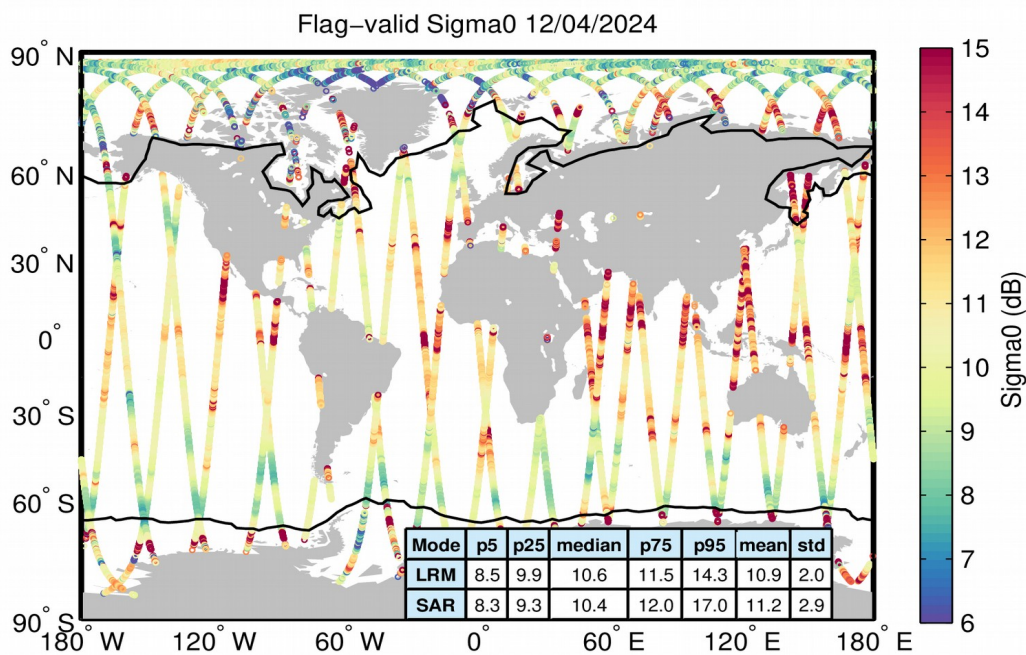 Flag−valid Sigma0 12/04/2024
90° N
60° N
30° N
0°
30° S
60° S
90° S
180° W
120° W
60° W
0°
60° E
120° E
180° E
15
14
13
12
11
10
9
8
7
6
Sigma0 (dB)
Mode p5 p25 median p75 p95 mean std
LRM 8.5 9.9 10.6 11.5 14.3 10.9 2.0
SAR 8.3 9.3 10.4 12.0 17.0 11.2 2.9